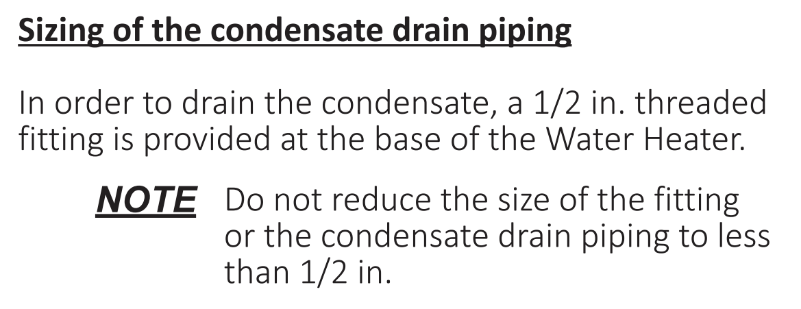 Sizing of the condensate drain piping
In order to drain the condensate, a 1/2 in. threaded
fitting is provided at the base of the Water Heater.
NOTE Do not reduce the size of the fitting
or the condensate drain piping to less
than 1/2 in.